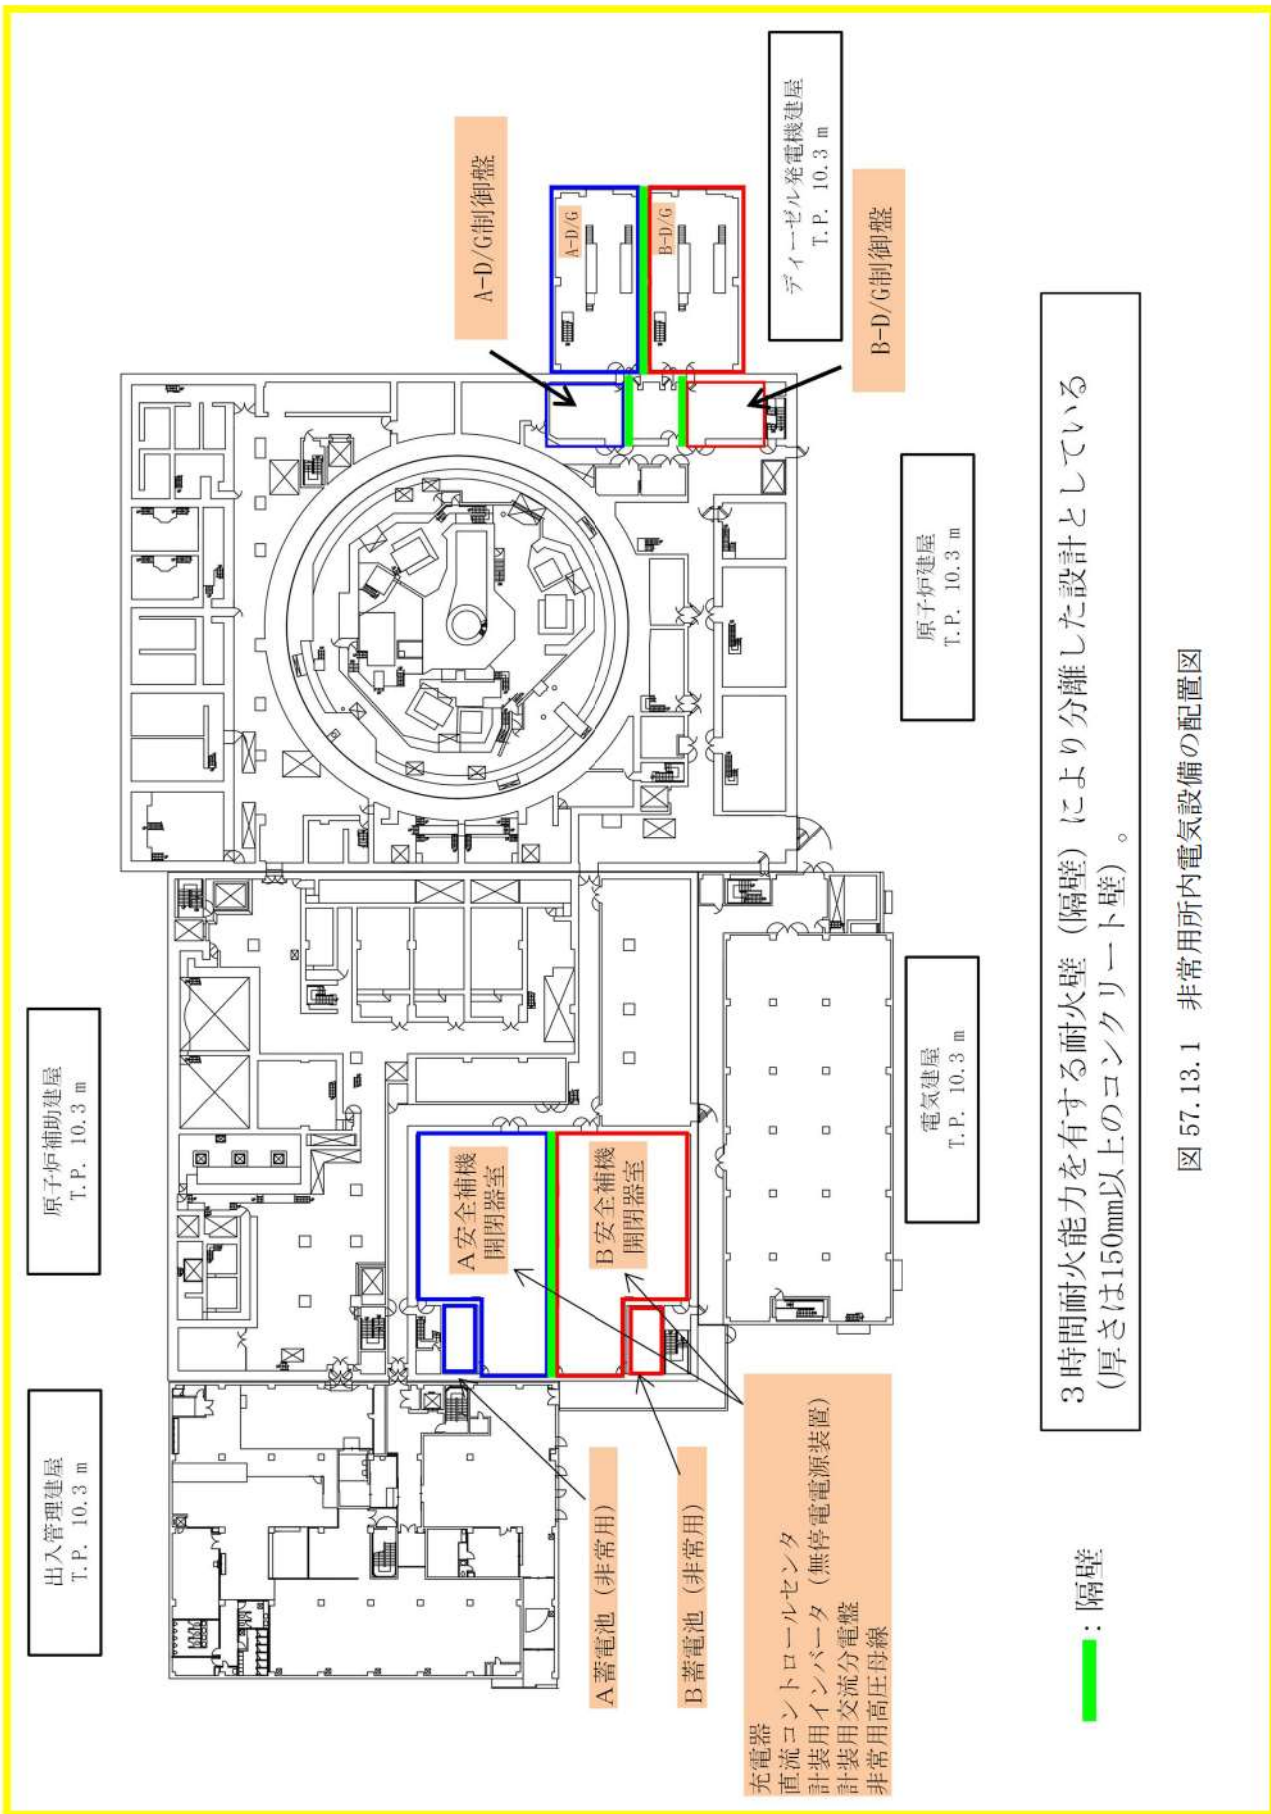 出入管理建屋
T.P. 10.3 m
原子炉補助建屋
T.P. 10.3 m
A-D/G制御盤
A-D/G
B-D/G
ディーゼル発電機建屋
T.P. 10.3 m
B-D/G制御盤
A安全補機
開閉器室
B安全補機
開閉器室
A蓄電池（非常用）
B蓄電池（非常用）
充電器
直流コントロールセンタ
計装用インバータ（無停電電源装置）
計装用交流分電盤
非常用高圧母線
電気建屋
T.P. 10.3 m
原子炉建屋
T.P. 10.3 m
：隔壁
3時間耐火能力を有する耐火壁（隔壁）により分離した設計としている
（厚さは150mm以上のコンクリート壁）。
図 57.13.1　非常用所内電気設備の配置図